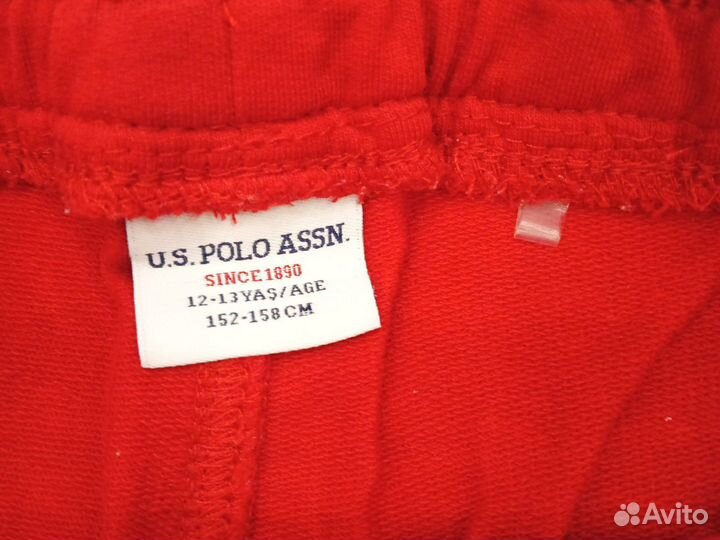 U.S. POLO ASSN.
SINCE 1890
12-13 YAŞ/AGE
152-158 CM
Avito